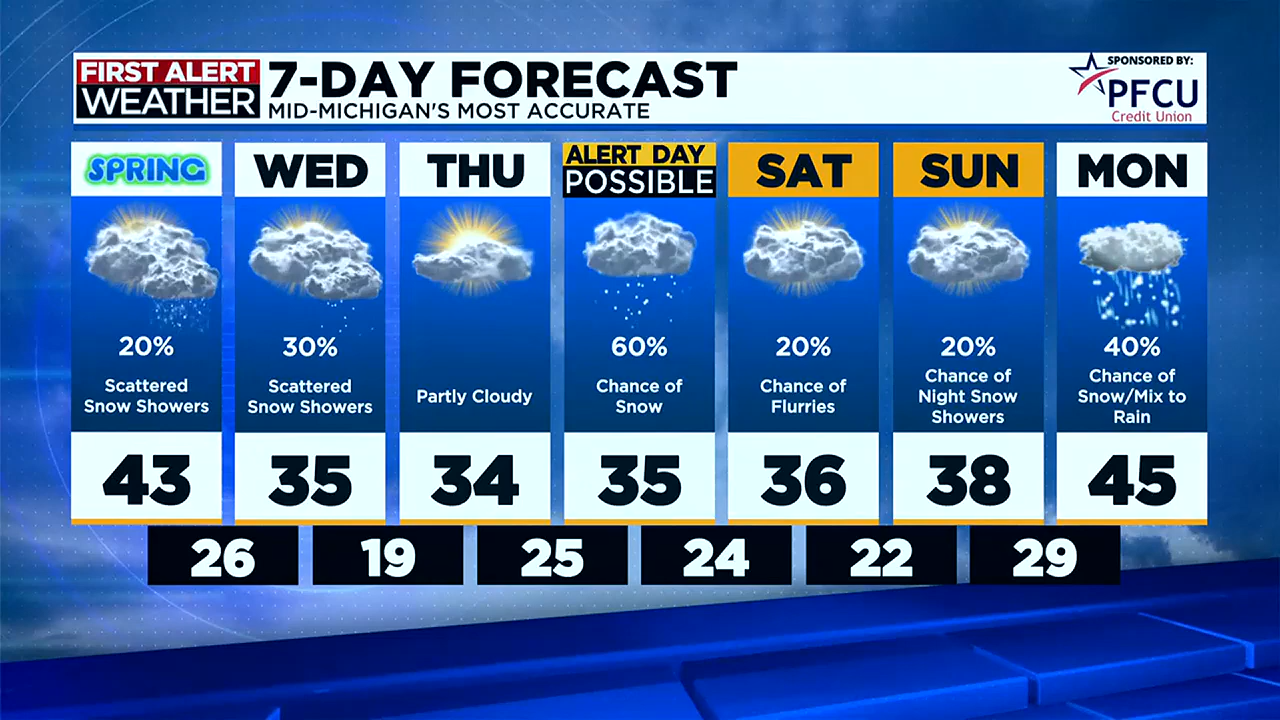 FIRST ALERT
WEATHER
7-DAY FORECAST
MID-MICHIGAN'S MOST ACCURATE
SPONSORED BY:
PFCU
Credit Union
SPRING
WED
THU
ALERT DAY
POSSIBLE
SAT
SUN
MON
20%
Scattered
Snow Showers
43
30%
Scattered
Snow Showers
35
Partly Cloudy
34
60%
Chance of
Snow
35
20%
Chance of
Flurries
36
20%
Chance of
Night Snow
Showers
38
40%
Chance of
Snow/Mix to
Rain
45
26
19
25
24
22
29